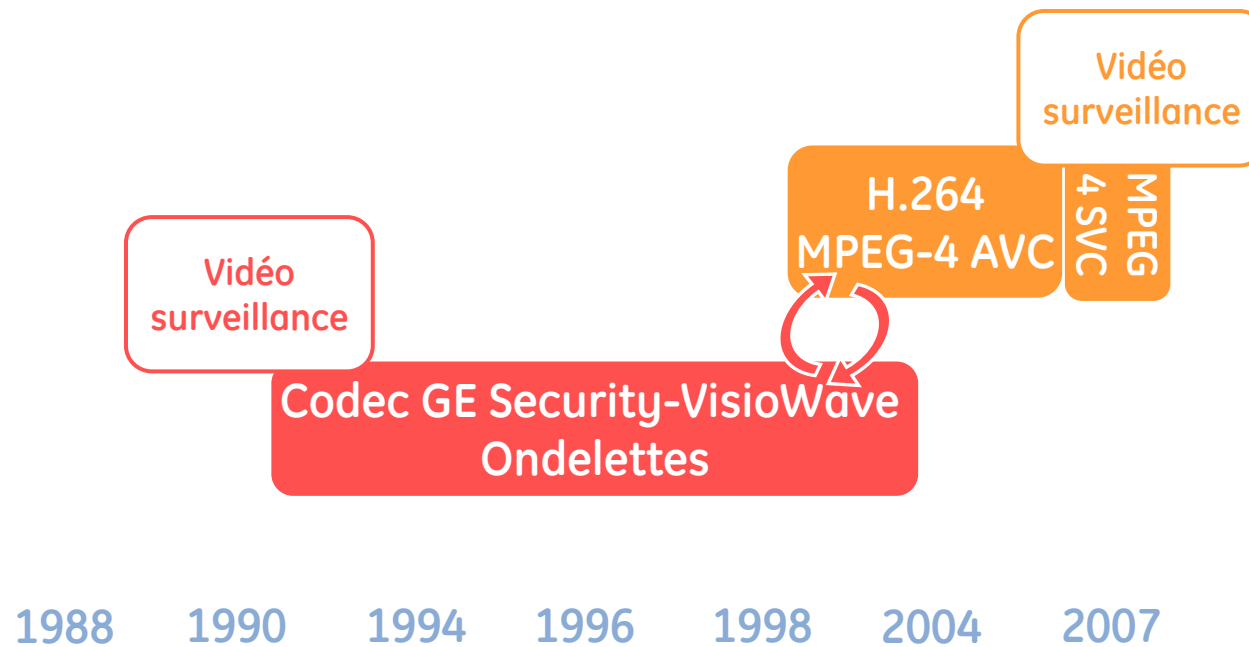 Vidéo
surveillance
H.264
MPEG-4 AVC
MPEG
4 SVC
Vidéo
surveillance
Codec GE Security-VisioWave
Ondelettes
1988 1990 1994 1996 1998 2004 2007